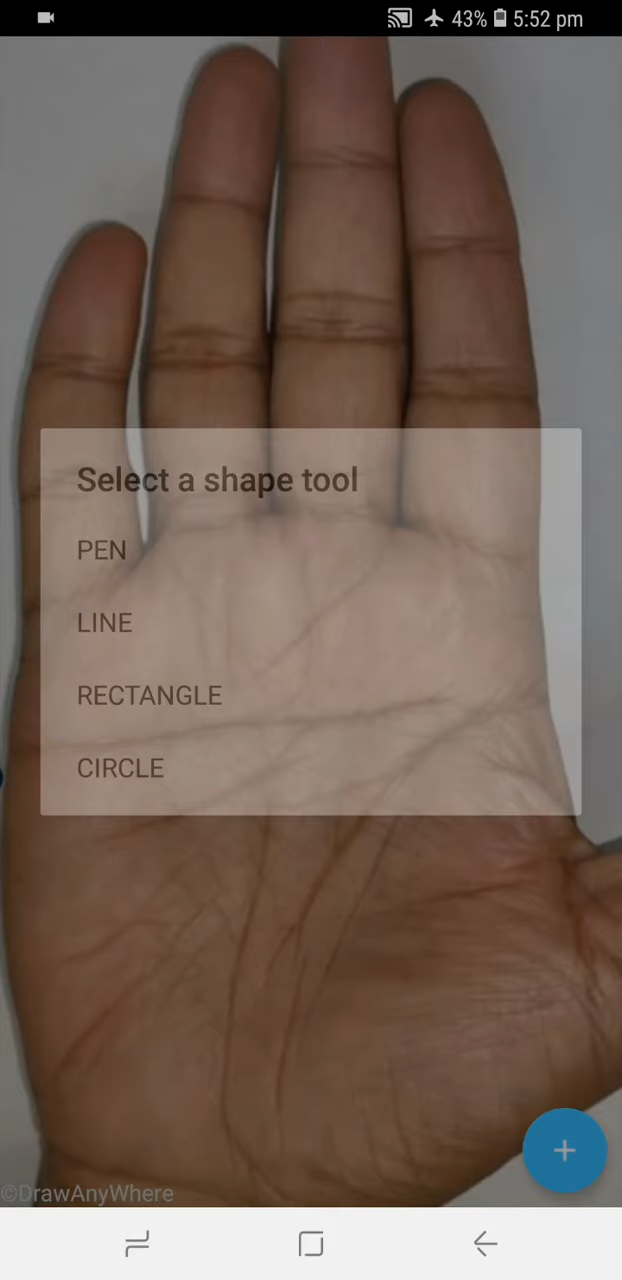 43% 5:52 pm
Select a shape tool
PEN
LINE
RECTANGLE
CIRCLE
©DrawAnyWhere